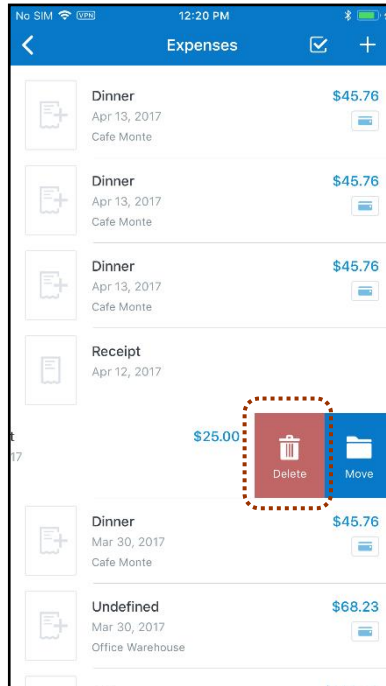 No SIM VPN 12:20 PM
Expenses
Dinner $45.76
Apr 13, 2017
Cafe Monte
Dinner $45.76
Apr 13, 2017
Cafe Monte
Dinner $45.76
Apr 13, 2017
Cafe Monte
Receipt
Apr 12, 2017
t $25.00
17
Delete Move
Dinner $45.76
Mar 30, 2017
Cafe Monte
Undefined $68.23
Mar 30, 2017
Office Warehouse